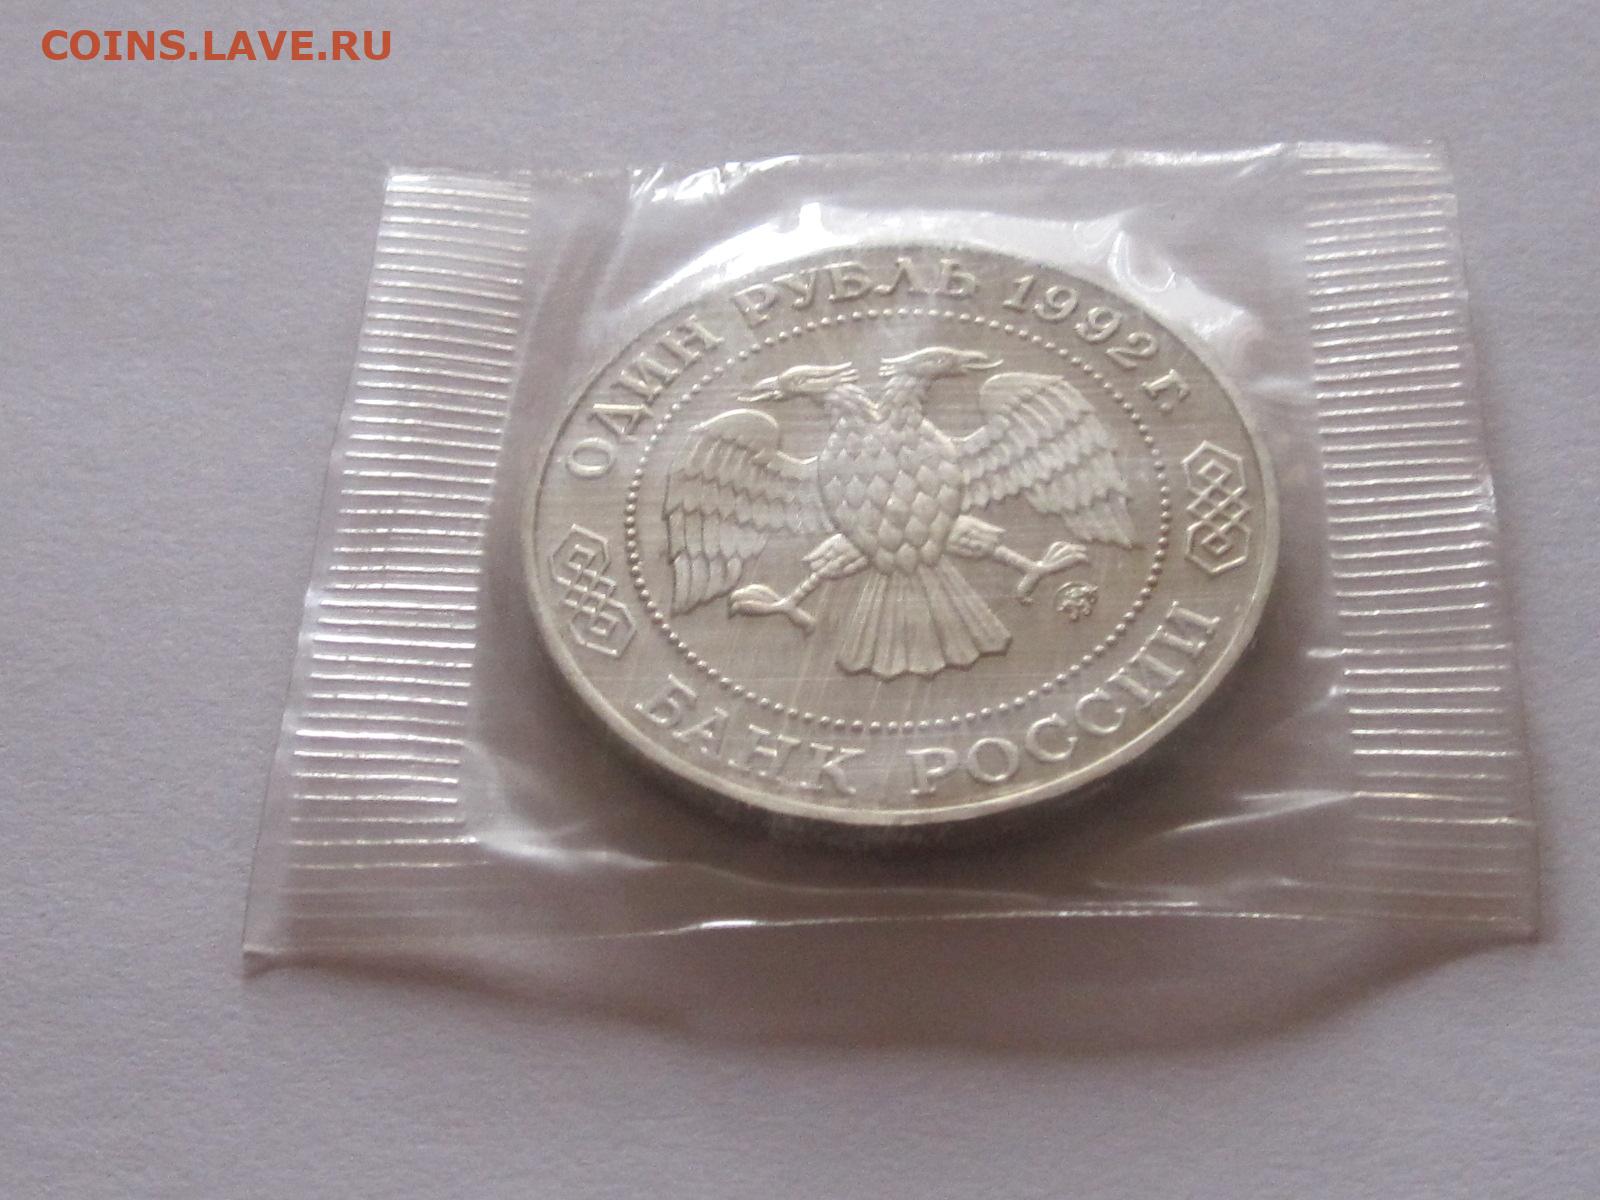 COINS.LAVE.RU
ОДИН РУБЛЬ 1992 г.
БАНК РОССИИ